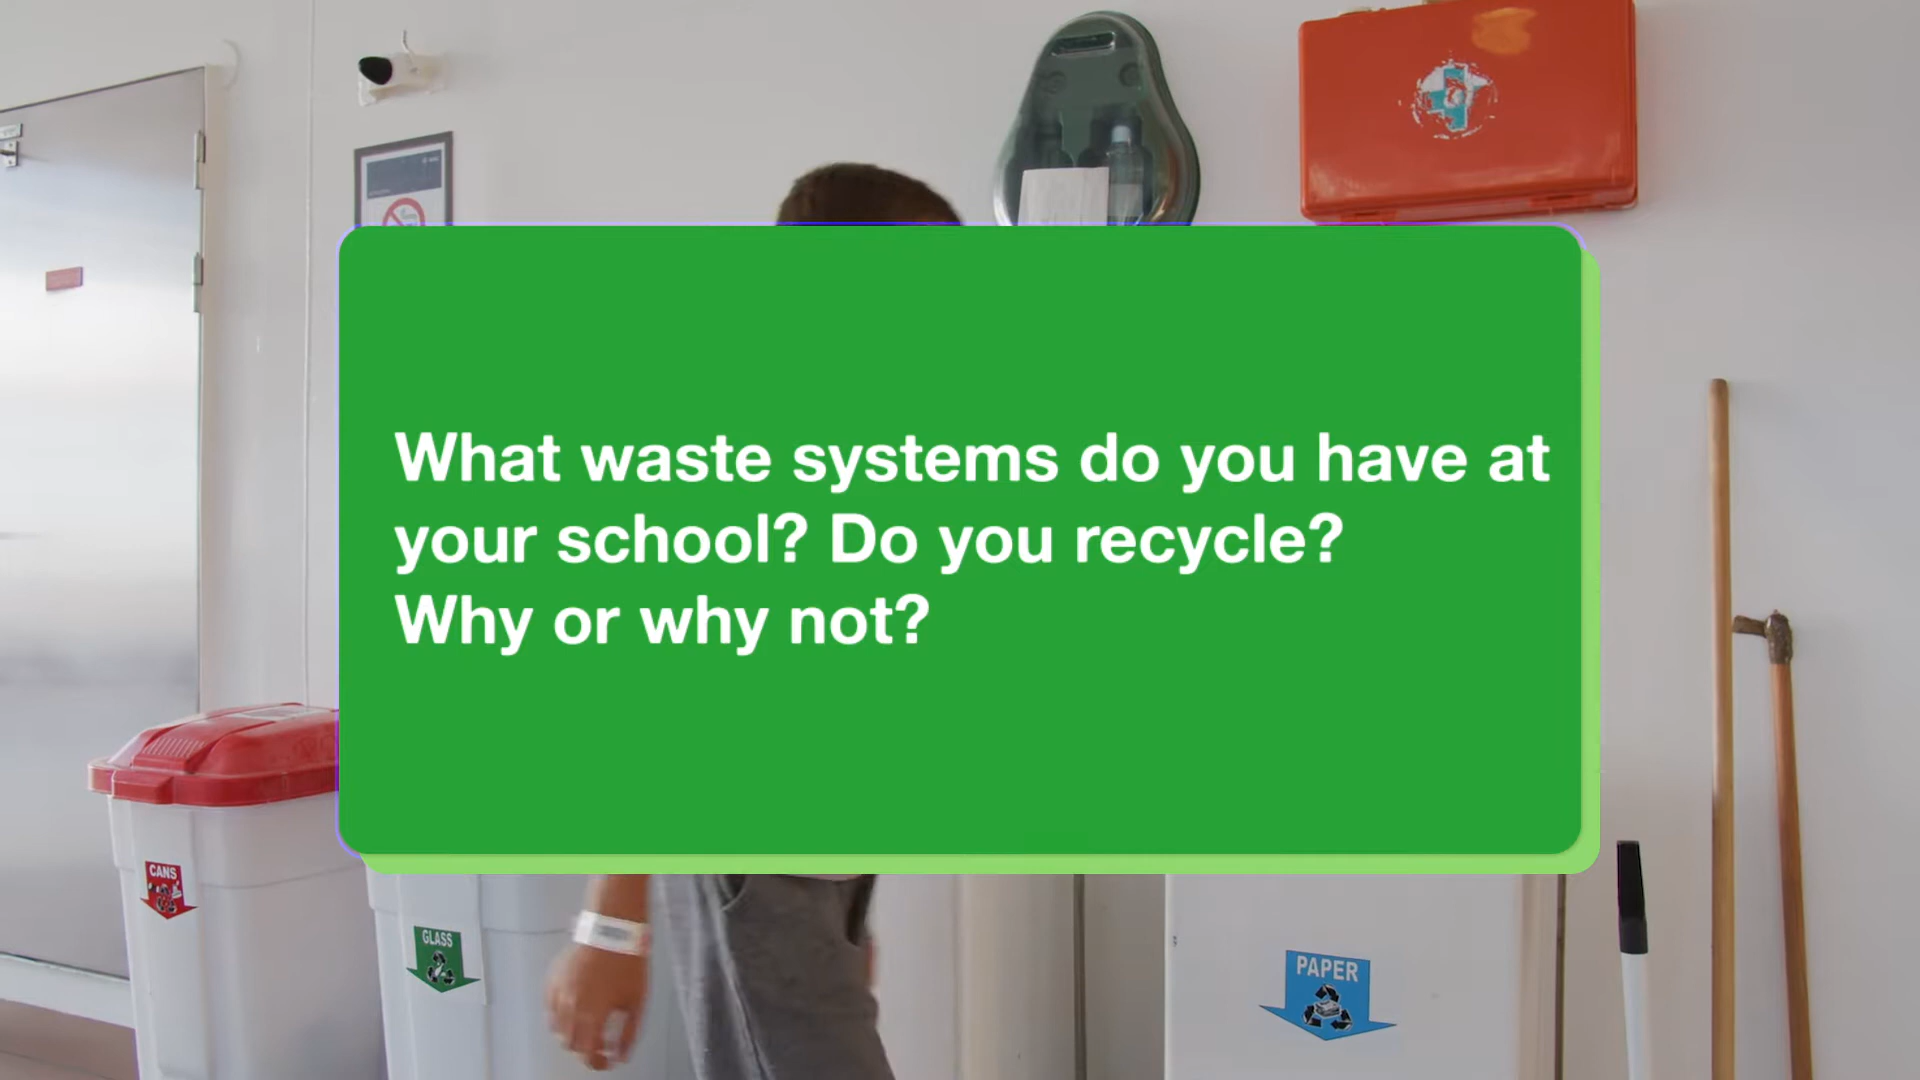 What waste systems do you have at
your school? Do you recycle?
Why or why not?
CANS
GLASS
PAPER